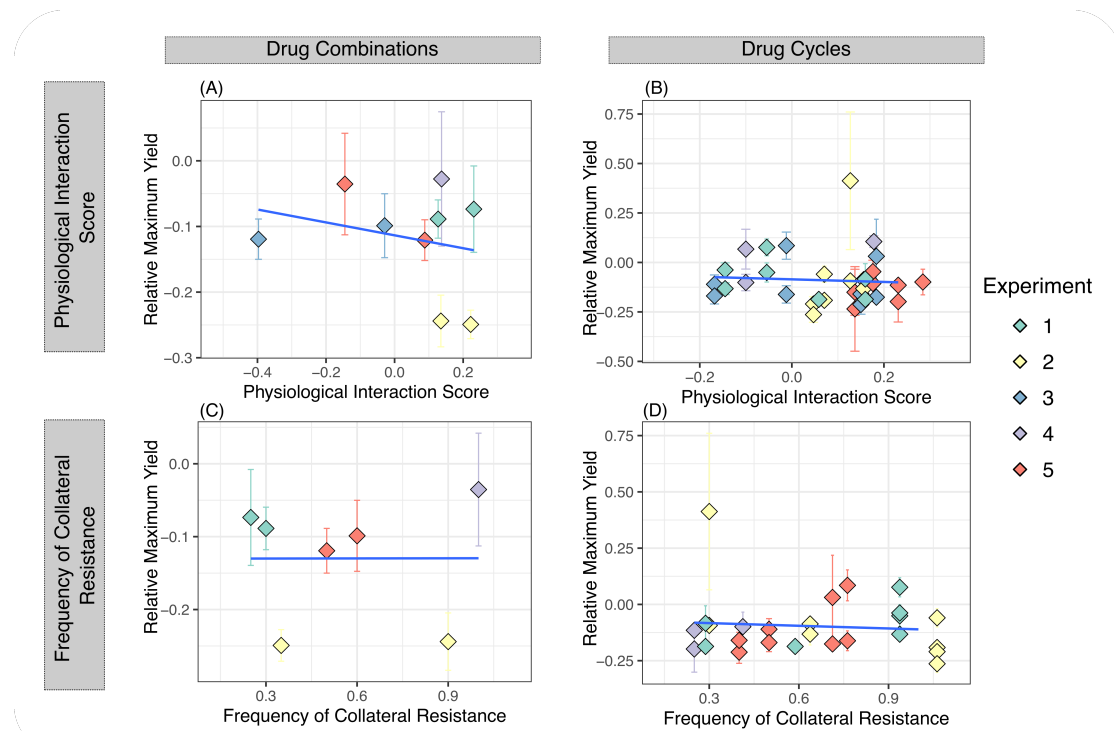 Drug Combinations
Drug Cycles
Physiological Interaction
Score
Frequency of Collateral
Resistance
(A)
Relative Maximum Yield
0.0
−0.1
−0.2
−0.3
−0.4
−0.2
0.0
0.2
Physiological Interaction Score
(B)
Relative Maximum Yield
0.75
0.50
0.25
0.00
−0.25
−0.50
−0.2
0.0
0.2
Physiological Interaction Score
(C)
Relative Maximum Yield
0.0
−0.1
−0.2
0.3
0.6
0.9
Frequency of Collateral Resistance
(D)
Relative Maximum Yield
0.75
0.50
0.25
0.00
−0.25
0.3
0.6
0.9
Frequency of Collateral Resistance
Experiment
1
2
3
4
5